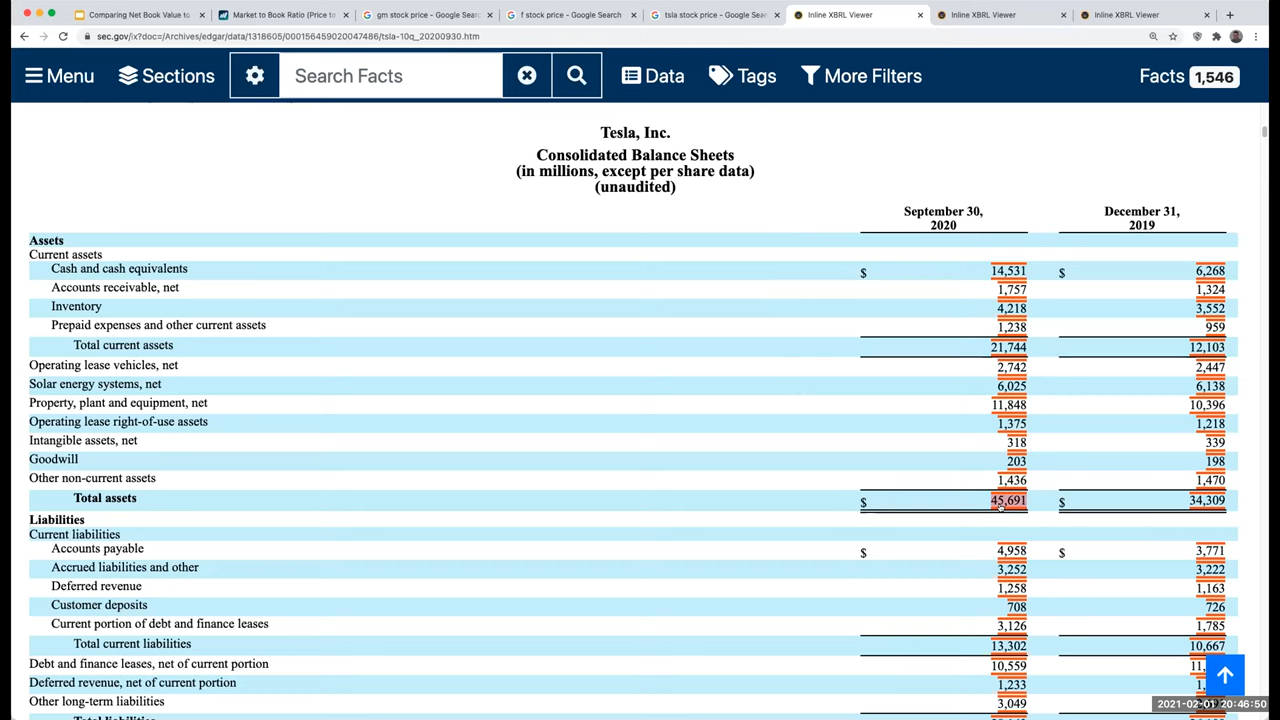 Comparing Net Book Value to
Market to Book Ratio (Price to
gm stock price - Google Sear
f stock price - Google Search
tsla stock price - Google Sea
Inline XBRL Viewer
Inline XBRL Viewer
Inline XBRL Viewer
sec.gov/ix?doc=/Archives/edgar/data/1318605/000156459020047486/tsla-10q_20200930.htm
Menu Sections Search Facts Data Tags More Filters Facts 1,546
Tesla, Inc.
Consolidated Balance Sheets
(in millions, except per share data)
(unaudited)
September 30, December 31,
2020 2019
Assets
Current assets
Cash and cash equivalents $ 14,531 $ 6,268
Accounts receivable, net 1,757 1,324
Inventory 4,218 3,552
Prepaid expenses and other current assets 1,238 959
Total current assets 21,744 12,103
Operating lease vehicles, net 2,742 2,447
Solar energy systems, net 6,025 6,138
Property, plant and equipment, net 11,848 10,396
Operating lease right-of-use assets 1,375 1,218
Intangible assets, net 318 339
Goodwill 203 198
Other non-current assets 1,436 1,470
Total assets $ 45,691 $ 34,309
Liabilities
Current liabilities
Accounts payable $ 4,958 $ 3,771
Accrued liabilities and other 3,252 3,222
Deferred revenue 1,258 1,163
Customer deposits 708 726
Current portion of debt and finance leases 3,126 1,785
Total current liabilities 13,302 10,667
Debt and finance leases, net of current portion 10,559 11,
Deferred revenue, net of current portion 1,233 1,
Other long-term liabilities 3,049
2021-02-01 20:46:50
Total liabilities